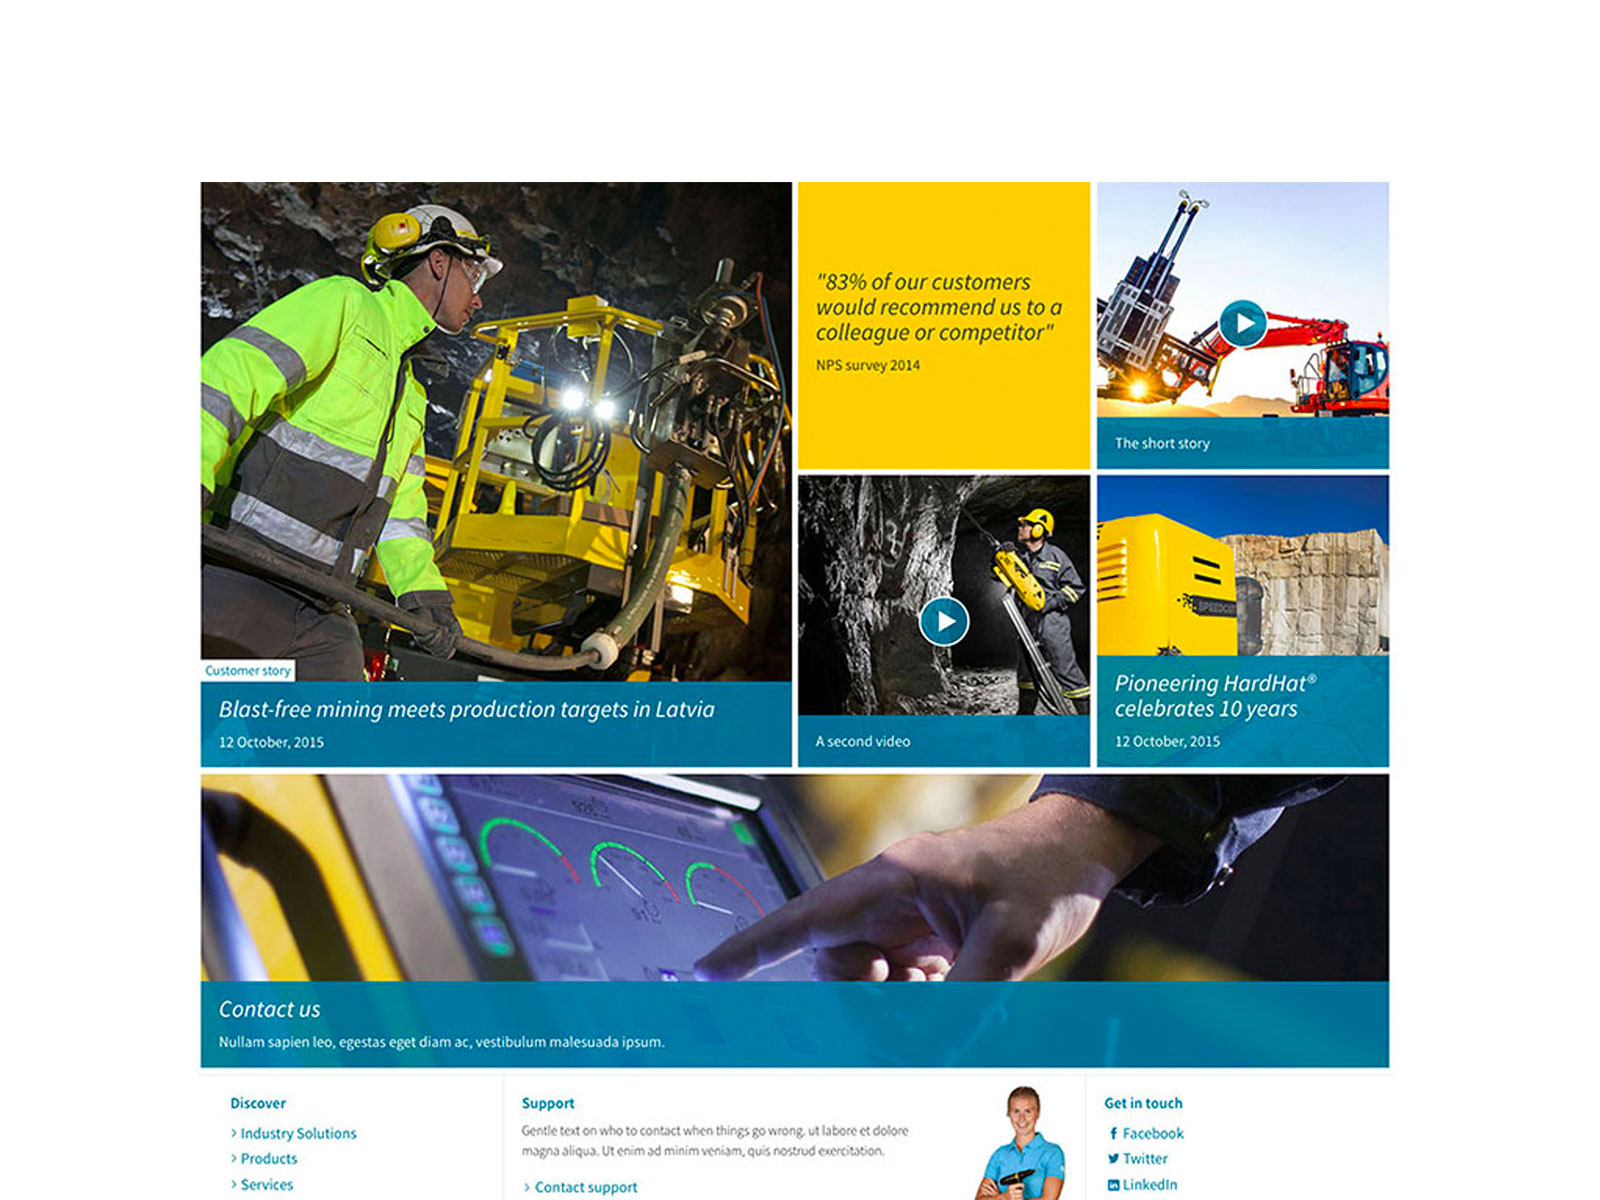 "83% of our customers
would recommend us to a
colleague or competitor"
NPS survey 2014
The short story
SPEEDCUT
Customer story
Blast-free mining meets production targets in Latvia
12 October, 2015
A second video
Pioneering HardHat®
celebrates 10 years
12 October, 2015
Contact us
Nullam sapien leo, egestas eget diam ac, vestibulum malesuada ipsum.
Discover
Industry Solutions
Products
Services
Support
Gentle text on who to contact when things go wrong. ut labore et dolore
magna aliqua. Ut enim ad minim veniam, quis nostrud exercitation.
Contact support
Get in touch
Facebook
Twitter
LinkedIn